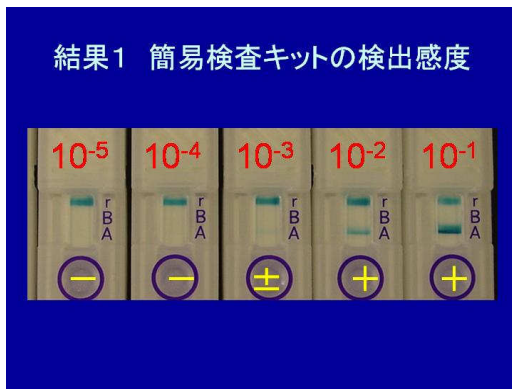 結果１ 簡易検査キットの検出感度
10⁻⁵ 10⁻⁴ 10⁻³ 10⁻² 10⁻¹
r r r r r
B B B B B
A A A A A
− − ± + +